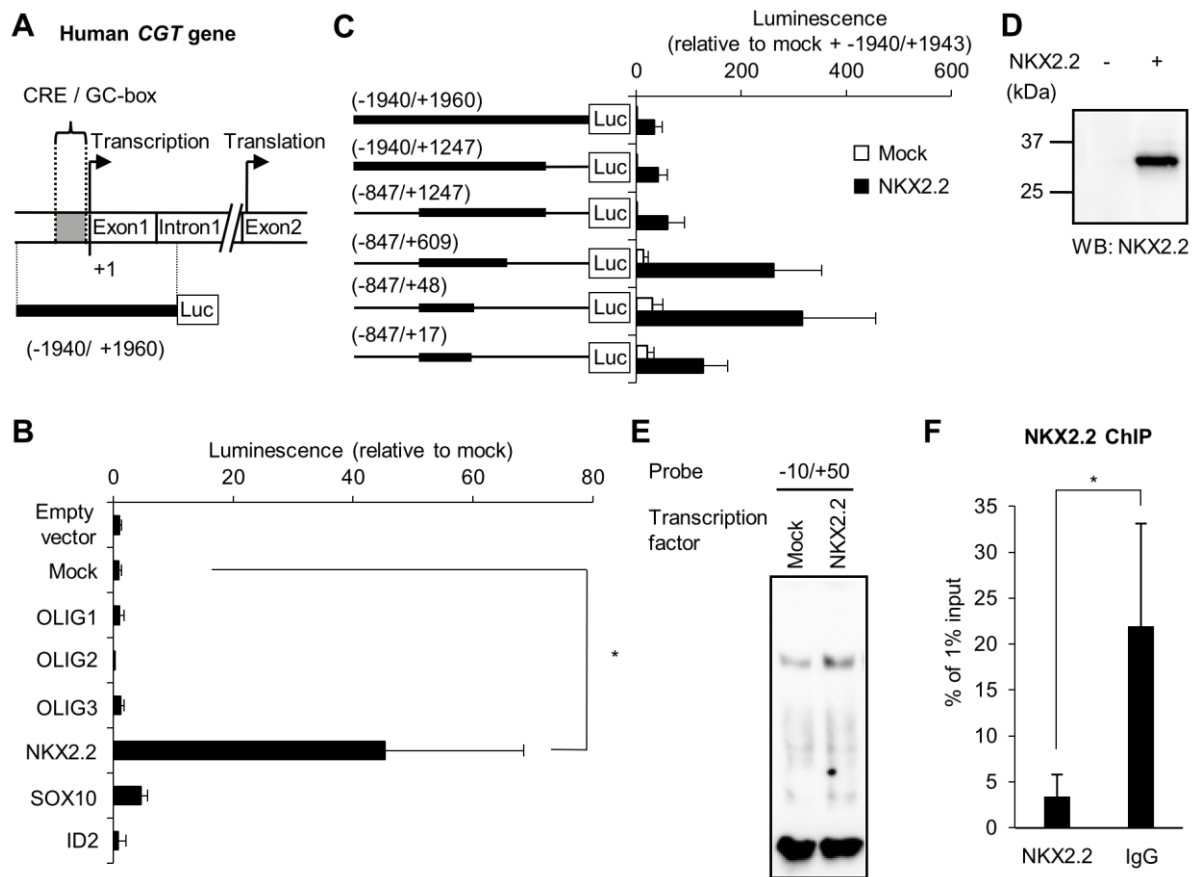 A
Human CGT gene
CRE / GC-box
Transcription
Translation
Exon1
Intron1
Exon2
+1
Luc
(-1940/ +1960)
B
Luminescence (relative to mock)
0
20
40
60
80
Empty
vector
Mock
OLIG1
OLIG2
OLIG3
NKX2.2
SOX10
ID2
*
C
Luminescence
(relative to mock + -1940/+1943)
0
200
400
600
(-1940/+1960)
Luc
(-1940/+1247)
Luc
(-847/+1247)
Luc
(-847/+609)
Luc
(-847/+48)
Luc
(-847/+17)
Luc
Mock
NKX2.2
D
NKX2.2 - +
(kDa)
37
25
WB: NKX2.2
E
Probe
-10/+50
Transcription
factor
Mock
NKX2.2
F
NKX2.2 ChIP
*
% of 1% input
35
30
25
20
15
10
5
0
NKX2.2
IgG